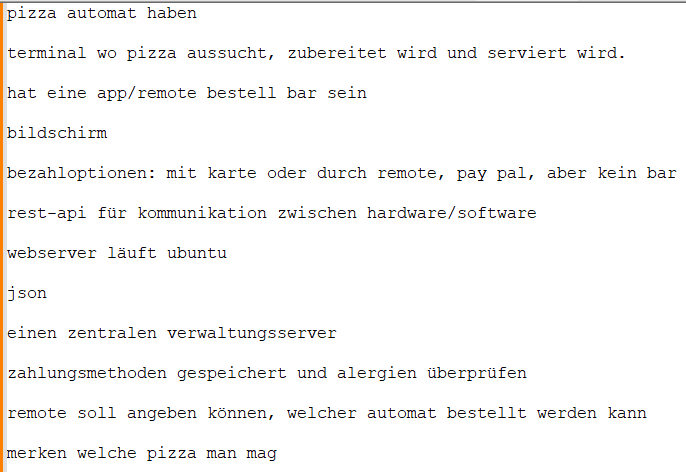 pizza automat haben
terminal wo pizza aussucht, zubereitet wird und serviert wird.
hat eine app/remote bestell bar sein
bildschirm
bezahloptionen: mit karte oder durch remote, pay pal, aber kein bar
rest-api für kommunikation zwischen hardware/software
webserver läuft ubuntu
json
einen zentralen verwaltungsserver
zahlungsmethoden gespeichert und alergien überprüfen
remote soll angeben können, welcher automat bestellt werden kann
merken welche pizza man mag